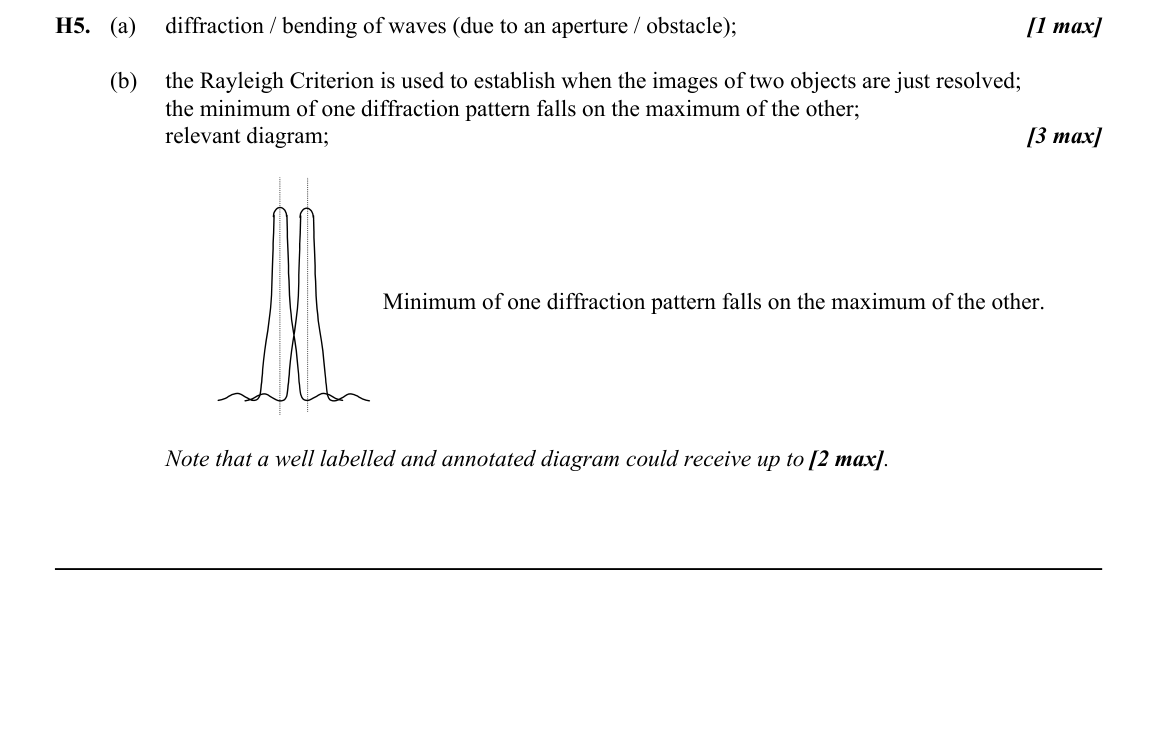 H5. (a) diffraction / bending of waves (due to an aperture / obstacle); [1 max]
(b) the Rayleigh Criterion is used to establish when the images of two objects are just resolved;
the minimum of one diffraction pattern falls on the maximum of the other;
relevant diagram; [3 max]
Minimum of one diffraction pattern falls on the maximum of the other.
Note that a well labelled and annotated diagram could receive up to [2 max].